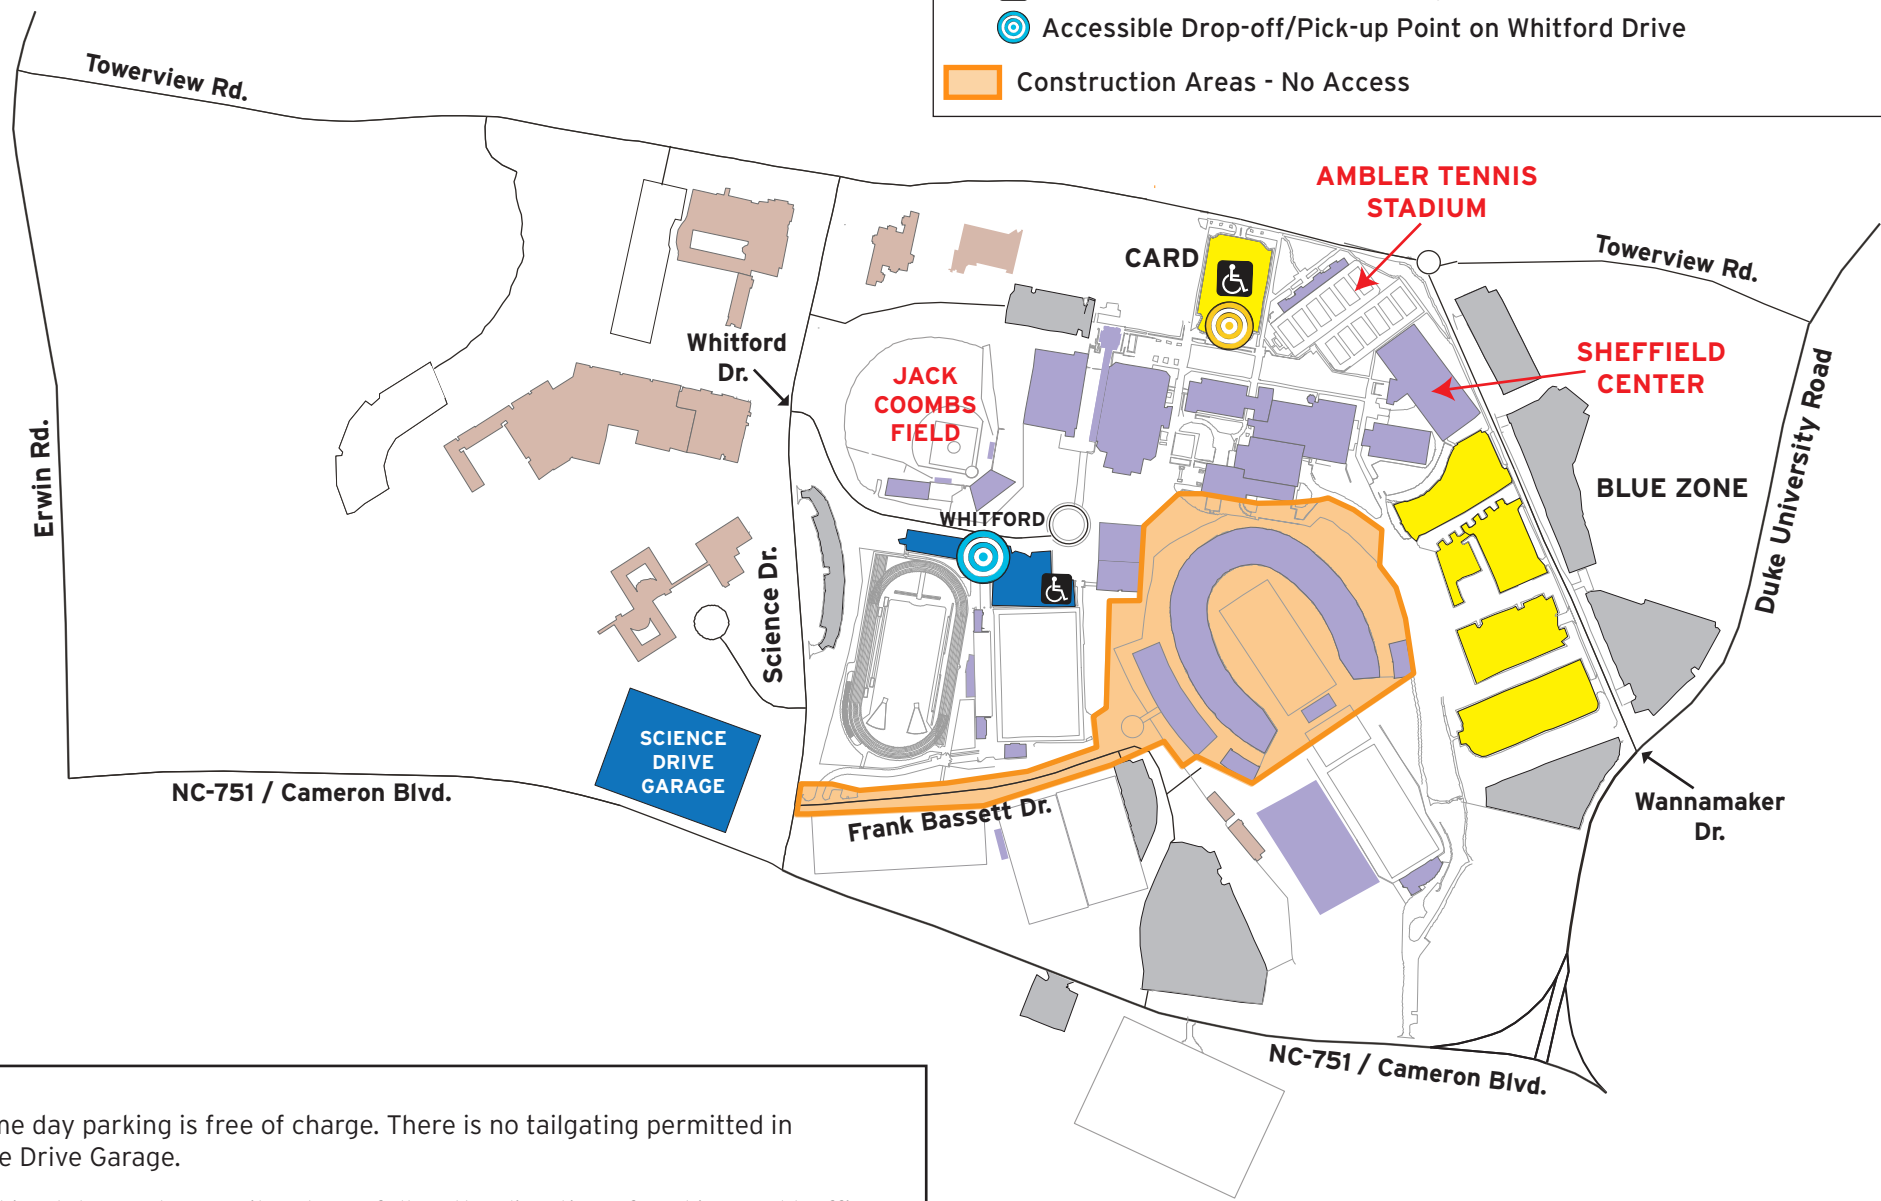 Accessible Drop-off/Pick-up Point on Whitford Drive
Construction Areas - No Access
Towerview Rd.
AMBLER TENNIS
STADIUM
CARD
Towerview Rd.
Whitford
Dr.
JACK
COOMBS
FIELD
SHEFFIELD
CENTER
Erwin Rd.
BLUE ZONE
Duke University Road
WHITFORD
Science Dr.
SCIENCE
DRIVE
GARAGE
NC-751 / Cameron Blvd.
Frank Bassett Dr.
Wannamaker
Dr.
NC-751 / Cameron Blvd.
me day parking is free of charge. There is no tailgating permitted in
e Drive Garage.